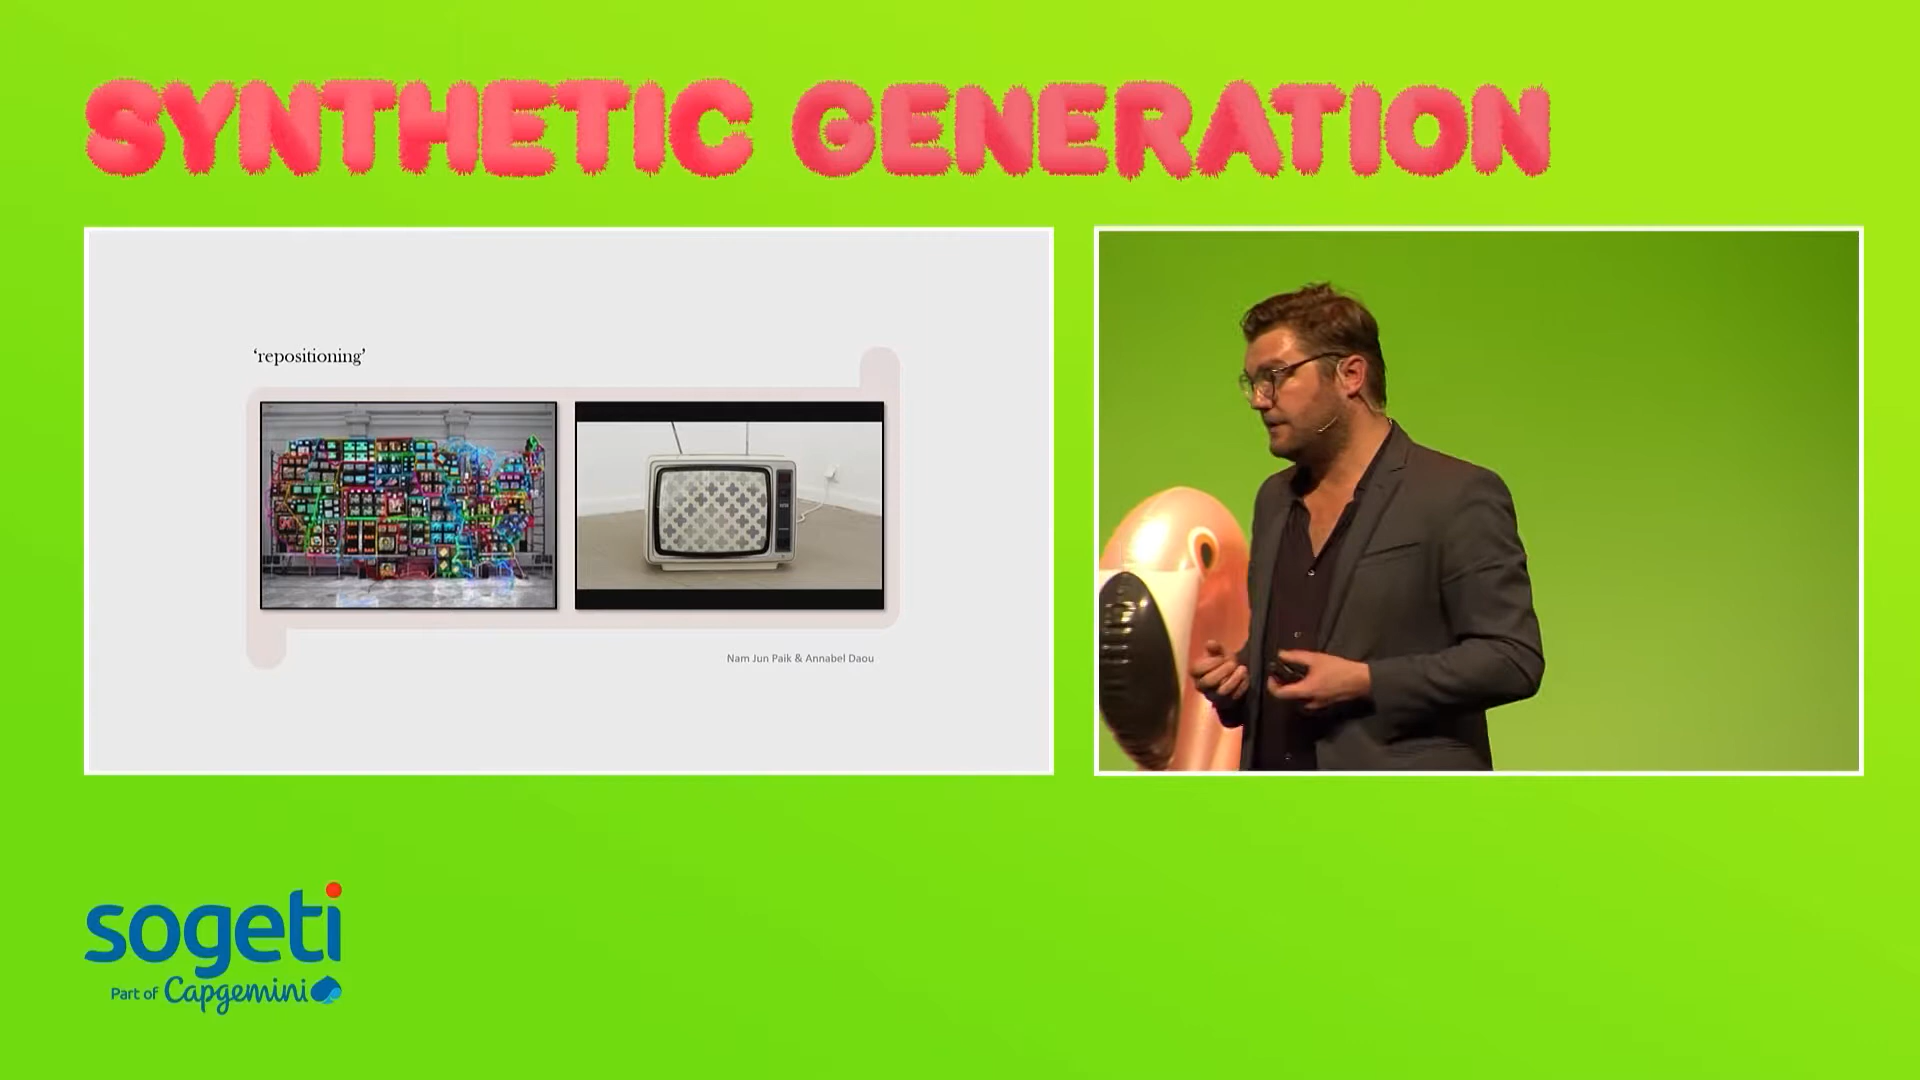 SYNTHETIC GENERATION
‘repositioning’
Nam Jun Paik & Annabel Daou
sogeti
Part of Capgemini